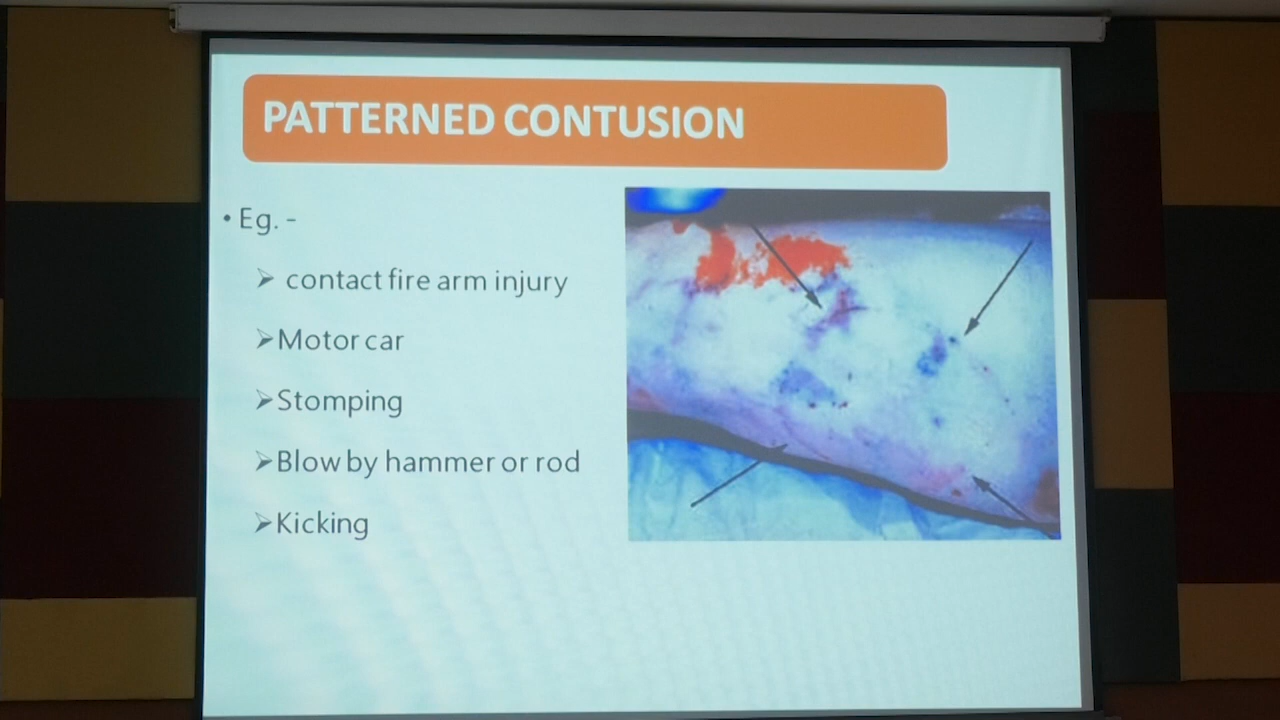 PATTERNED CONTUSION
• Eg. -
➢ contact fire arm injury
➢Motor car
➢Stomping
➢Blow by hammer or rod
➢Kicking